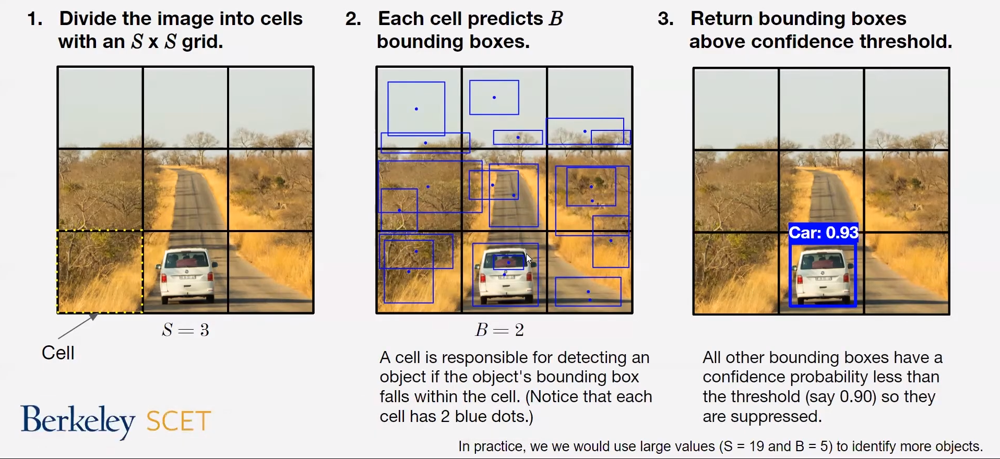 1. Divide the image into cells
with an S x S grid.
2. Each cell predicts B
bounding boxes.
3. Return bounding boxes
above confidence threshold.
Car: 0.93
S = 3
Cell
B = 2
A cell is responsible for detecting an
object if the object's bounding box
falls within the cell. (Notice that each
cell has 2 blue dots.)
All other bounding boxes have a
confidence probability less than
the threshold (say 0.90) so they
are suppressed.
Berkeley SCET
In practice, we we would use large values (S = 19 and B = 5) to identify more objects.